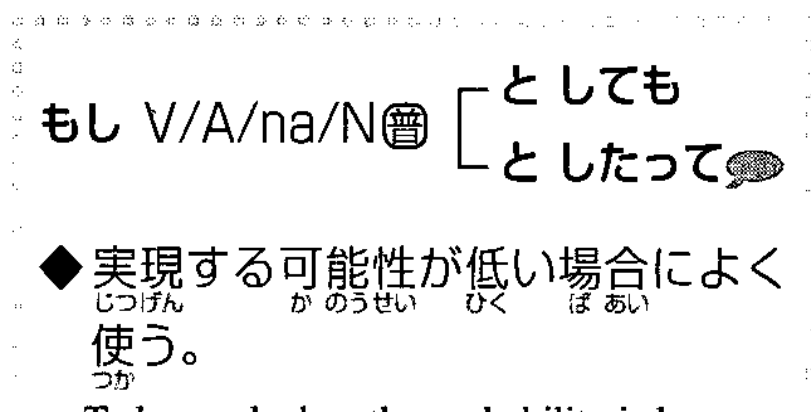 もし V/A/na/N普 としても
としたって
◆実現する可能性が低い場合によく
じつげん かのうせい ひく ばあい
使う。
つか